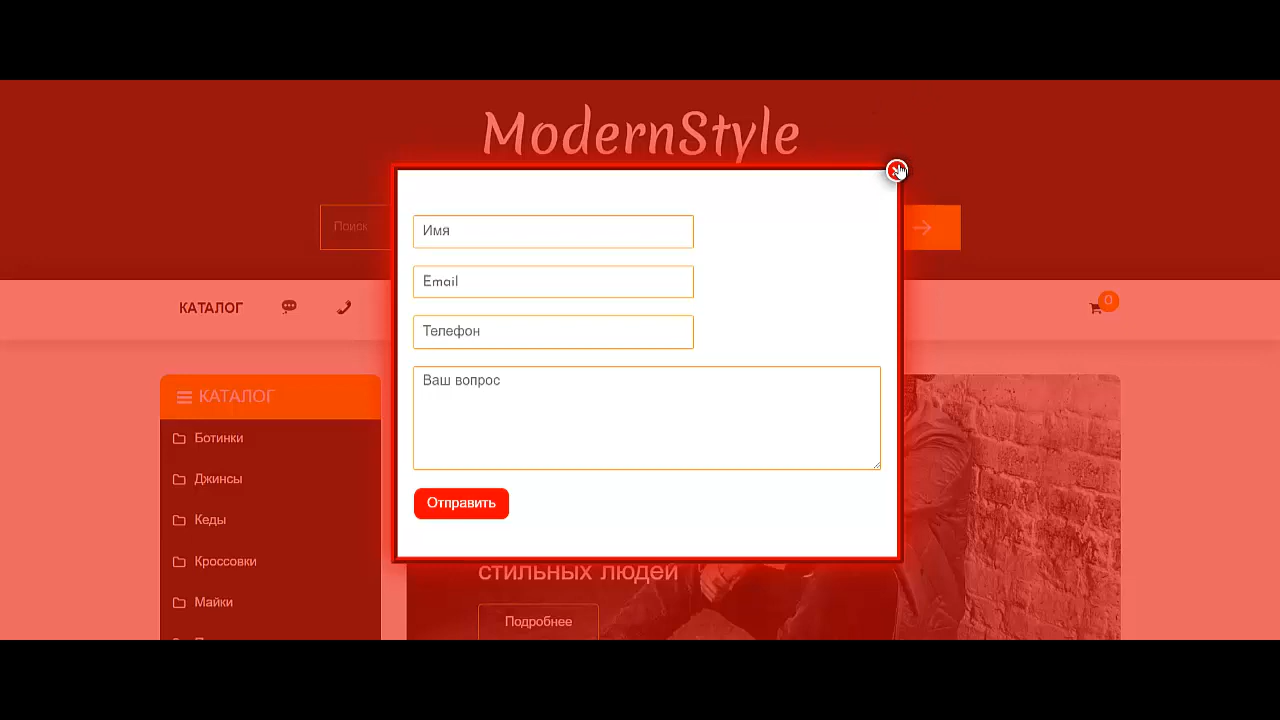 ModernStyle
Поиск
КАТАЛОГ
0
Имя
Email
Телефон
Ваш вопрос
Отправить
КАТАЛОГ
Ботинки
Джинсы
Кеды
Кроссовки
Майки
стильных людей
Подробнее